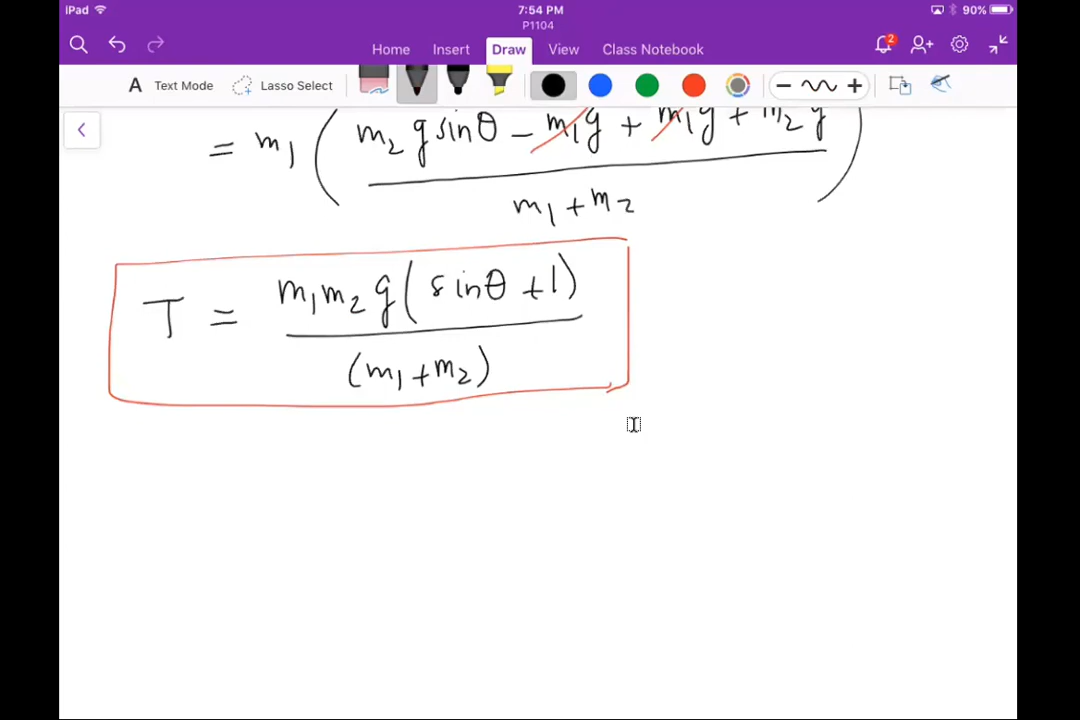 iPad 7:54 PM 90%
P1104
Home Insert Draw View Class Notebook 2
A Text Mode Lasso Select
= m₁ ( m₂ g sinθ − m₁g + m₁g + m₂ g
m₁ + m₂ )
T = m₁m₂ g( sinθ +1)
(m₁ +m₂)